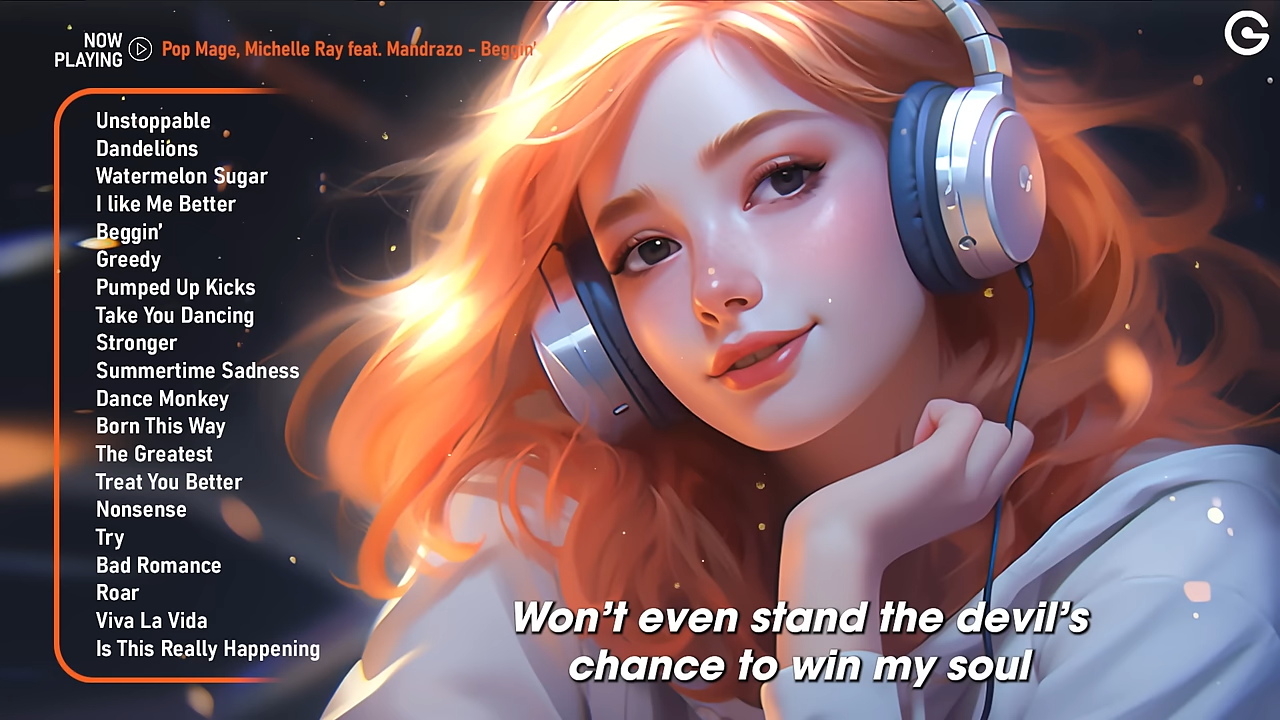 NOW
PLAYING
Pop Mage, Michelle Ray feat. Mandrazo - Beggin'
Unstoppable
Dandelions
Watermelon Sugar
I like Me Better
Beggin’
Greedy
Pumped Up Kicks
Take You Dancing
Stronger
Summertime Sadness
Dance Monkey
Born This Way
The Greatest
Treat You Better
Nonsense
Try
Bad Romance
Roar
Viva La Vida
Is This Really Happening
Won’t even stand the devil’s
chance to win my soul